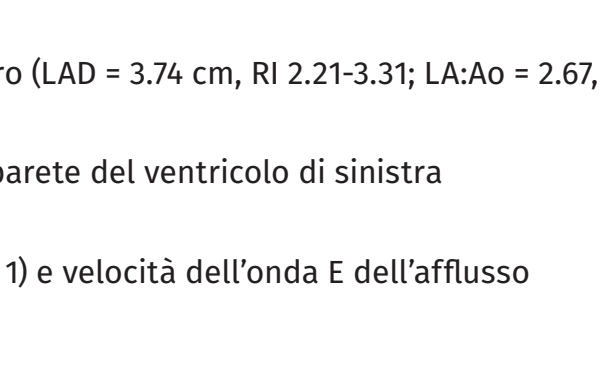 ro (LAD = 3.74 cm, RI 2.21-3.31; LA:Ao = 2.67,
parete del ventricolo di sinistra
1) e velocità dell’onda E dell’afflusso